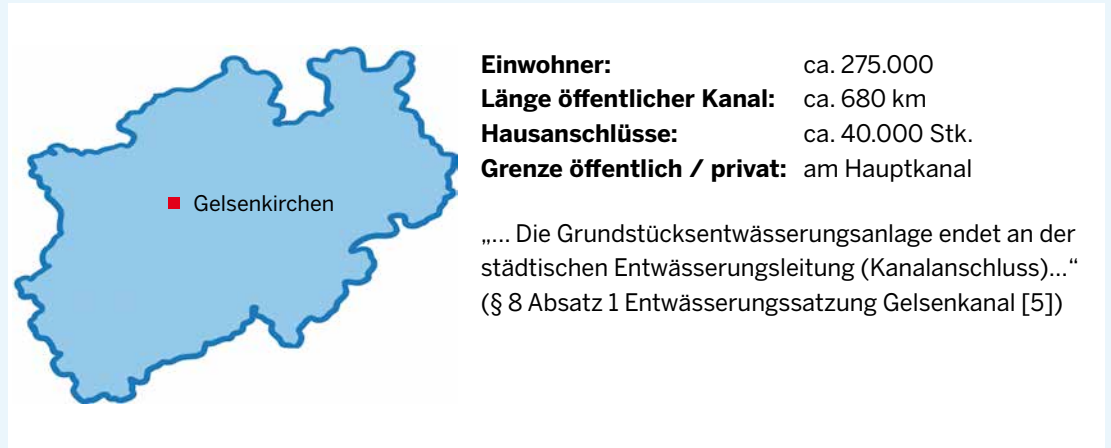 Gelsenkirchen
Einwohner: ca. 275.000
Länge öffentlicher Kanal: ca. 680 km
Hausanschlüsse: ca. 40.000 Stk.
Grenze öffentlich / privat: am Hauptkanal
„... Die Grundstücksentwässerungsanlage endet an der
städtischen Entwässerungsleitung (Kanalanschluss)...“
(§ 8 Absatz 1 Entwässerungssatzung Gelsenkanal [5])